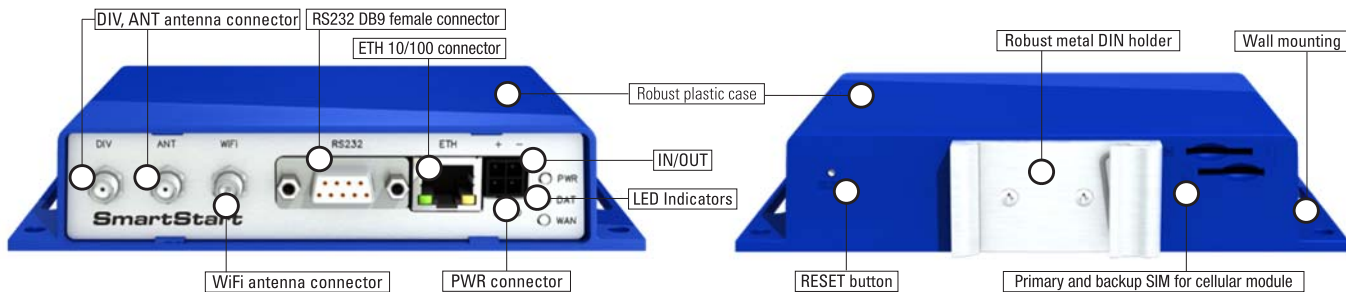 DIV, ANT antenna connector
RS232 DB9 female connector
ETH 10/100 connector
Robust plastic case
Robust metal DIN holder
Wall mounting
DIV
ANT
WiFi
RS232
ETH
+ -
IN/OUT
PWR
DAT
WAN
LED Indicators
SmartStart
WiFi antenna connector
PWR connector
RESET button
Primary and backup SIM for cellular module